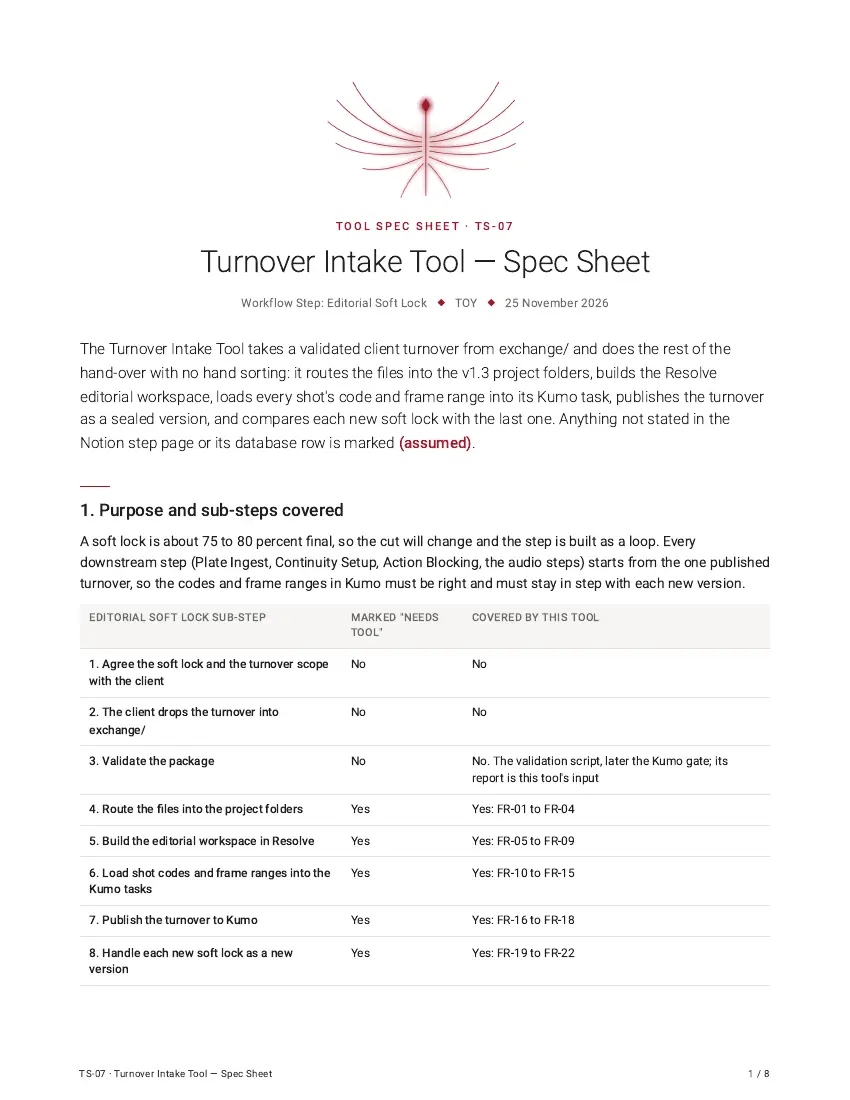 TOOL SPEC SHEET · TS-07
Turnover Intake Tool — Spec Sheet
Workflow Step: Editorial Soft Lock ◆ TOY ◆ 25 November 2026
The Turnover Intake Tool takes a validated client turnover from exchange/ and does the rest of the
hand-over with no hand sorting: it routes the files into the v1.3 project folders, builds the Resolve
editorial workspace, loads every shot's code and frame range into its Kumo task, publishes the turnover
as a sealed version, and compares each new soft lock with the last one. Anything not stated in the
Notion step page or its database row is marked (assumed).
1. Purpose and sub-steps covered
A soft lock is about 75 to 80 percent final, so the cut will change and the step is built as a loop. Every
downstream step (Plate Ingest, Continuity Setup, Action Blocking, the audio steps) starts from the one published
turnover, so the codes and frame ranges in Kumo must be right and must stay in step with each new version.
EDITORIAL SOFT LOCK SUB-STEP MARKED "NEEDS COVERED BY THIS TOOL
TOOL"
1. Agree the soft lock and the turnover scope No No
with the client
2. The client drops the turnover into No No
exchange/
3. Validate the package No No. The validation script, later the Kumo gate; its
report is this tool's input
4. Route the files into the project folders Yes Yes: FR-01 to FR-04
5. Build the editorial workspace in Resolve Yes Yes: FR-05 to FR-09
6. Load shot codes and frame ranges into the Yes Yes: FR-10 to FR-15
Kumo tasks
7. Publish the turnover to Kumo Yes Yes: FR-16 to FR-18
8. Handle each new soft lock as a new Yes Yes: FR-19 to FR-22
version
TS-07 · Turnover Intake Tool — Spec Sheet 1 / 8